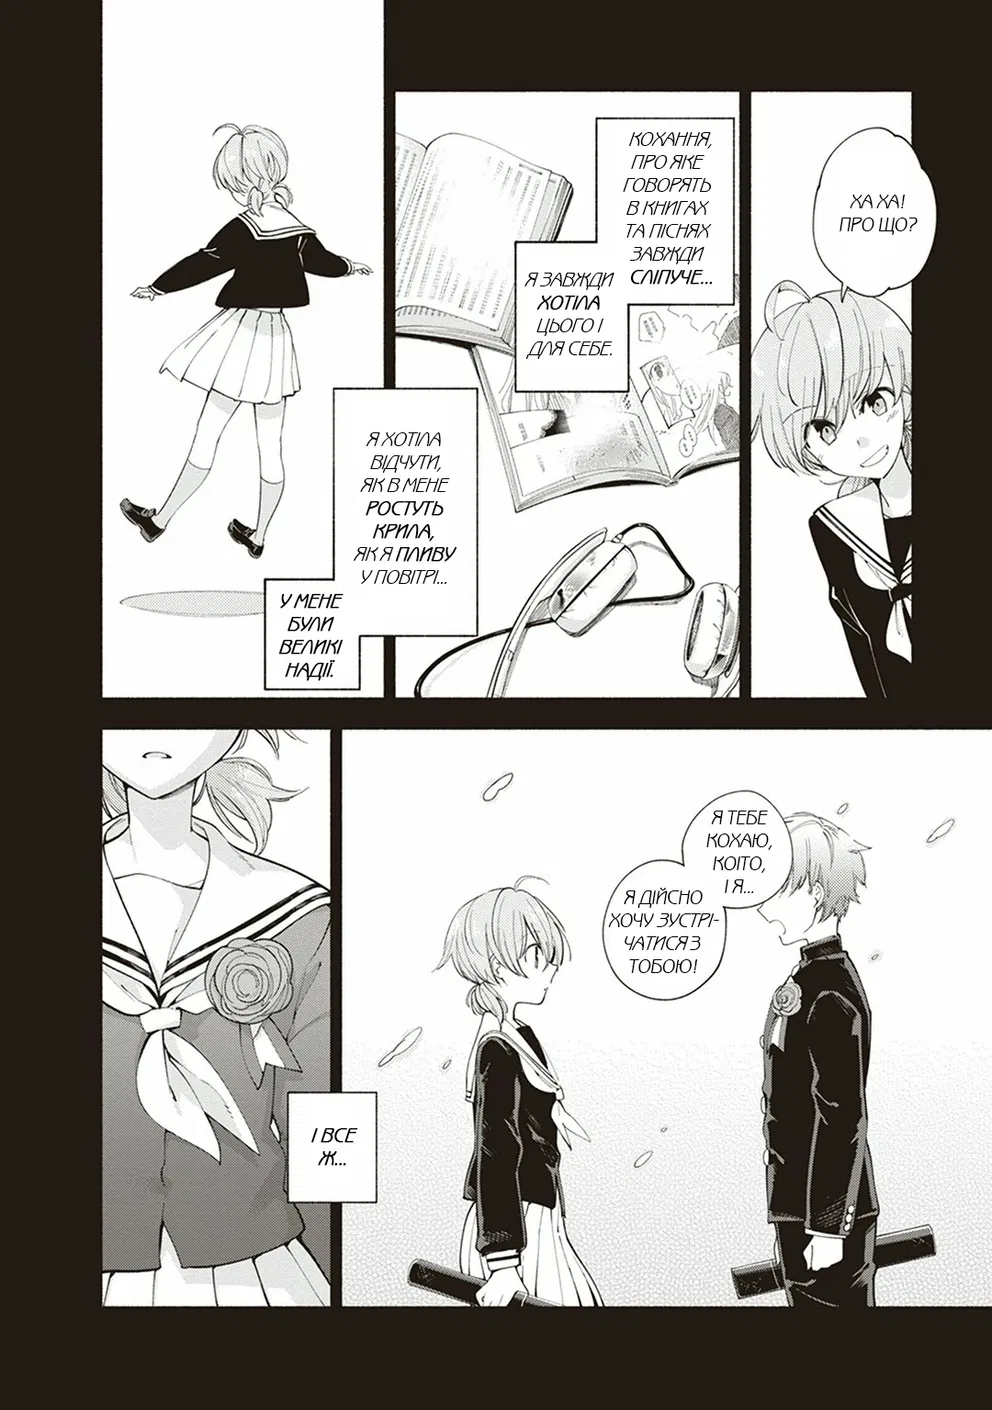 ХА ХА!
ПРО ЩО?
КОХАННЯ,
ПРО ЯКЕ
ГОВОРЯТЬ
В КНИГАХ
ТА ПІСНЯХ
ЗАВЖДИ
СЛІПУЧЕ...
Я ЗАВЖДИ
ХОТІЛА
ЦЬОГО І
ДЛЯ СЕБЕ.
Я ХОТІЛА
ВІДЧУТИ,
ЯК В МЕНЕ
РОСТУТЬ
КРИЛА,
ЯК Я ПЛИВУ
У ПОВІТРІ...
У МЕНЕ
БУЛИ
ВЕЛИКІ
НАДІЇ.
Я ТЕБЕ
КОХАЮ,
КОІТО,
І Я...
Я ДІЙСНО
ХОЧУ ЗУСТРІ-
ЧАТИСЯ З
ТОБОЮ!
І ВСЕ
Ж...